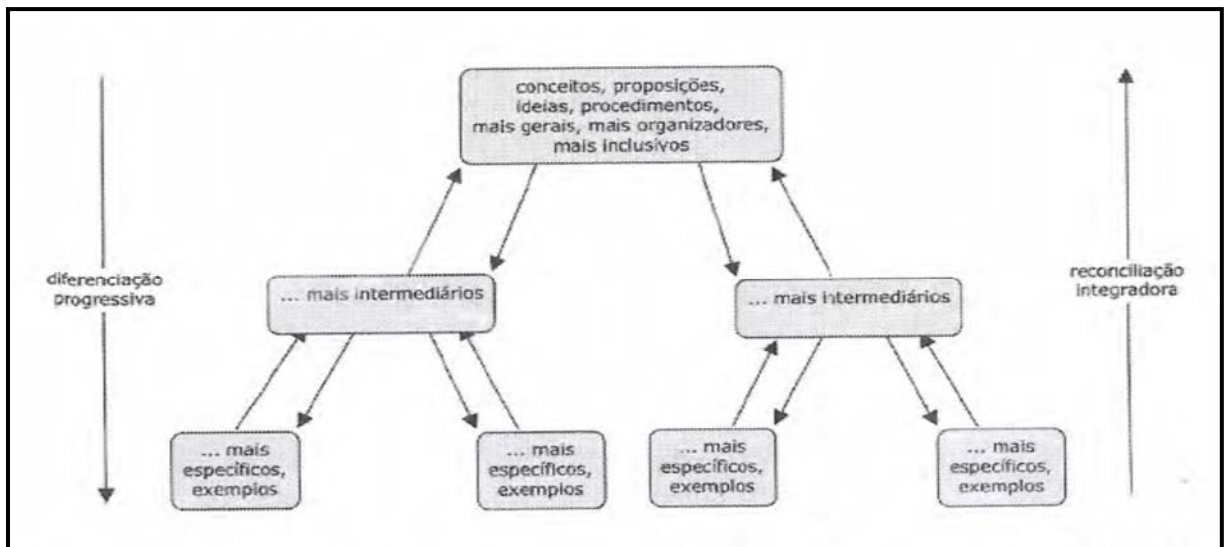 conceitos, proposições,
ideias, procedimentos,
mais gerais, mais organizadores,
mais inclusivos
diferenciação
progressiva
... mais intermediários
... mais intermediários
reconciliação
integradora
... mais
específicos,
exemplos
... mais
específicos,
exemplos
... mais
específicos,
exemplos
... mais
específicos,
exemplos